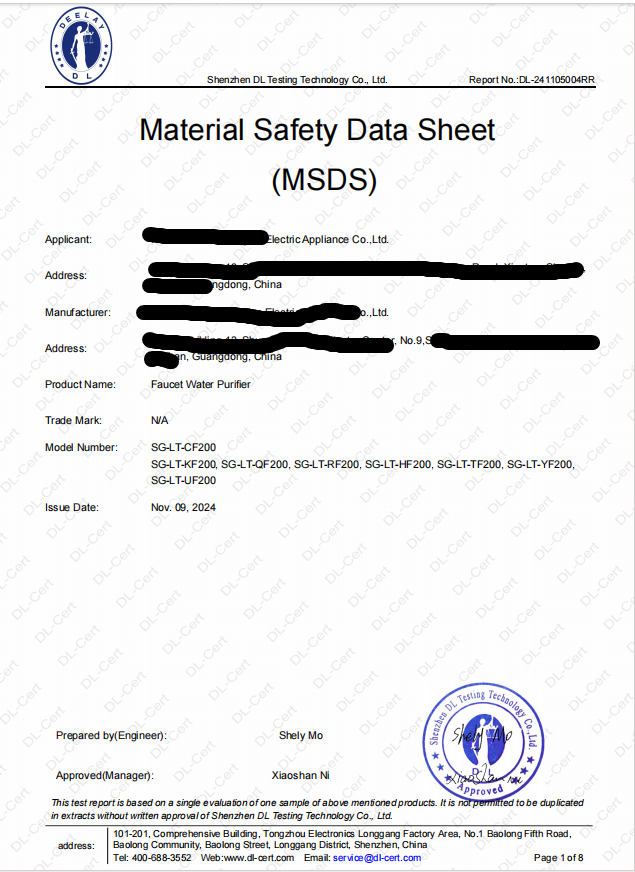 DEELAY
DL
Shenzhen DL Testing Technology Co., Ltd.
Report No.:DL-241105004RR
Material Safety Data Sheet
(MSDS)
Applicant:
Electric Appliance Co.,Ltd.
Address:
ngdong, China
Manufacturer:
o.,Ltd.
Address:
No.9,S
an, Guangdong, China
Product Name: Faucet Water Purifier
Trade Mark: N/A
Model Number: SG-LT-CF200
SG-LT-KF200, SG-LT-QF200, SG-LT-RF200, SG-LT-HF200, SG-LT-TF200, SG-LT-YF200,
SG-LT-UF200
Issue Date: Nov. 09, 2024
Prepared by(Engineer): Shely Mo
Approved(Manager): Xiaoshan Ni
Shenzhen DL Testing Technology Co.,Ltd.
Shely Mo
DL
Approved
This test report is based on a single evaluation of one sample of above mentioned products. It is not permitted to be duplicated
in extracts without written approval of Shenzhen DL Testing Technology Co., Ltd.
address:
101-201, Comprehensive Building, Tongzhou Electronics Longgang Factory Area, No.1 Baolong Fifth Road,
Baolong Community, Baolong Street, Longgang District, Shenzhen, China
Tel: 400-688-3552 Web:www.dl-cert.com Email: service@dl-cert.com
Page 1 of 8
DL-Cert